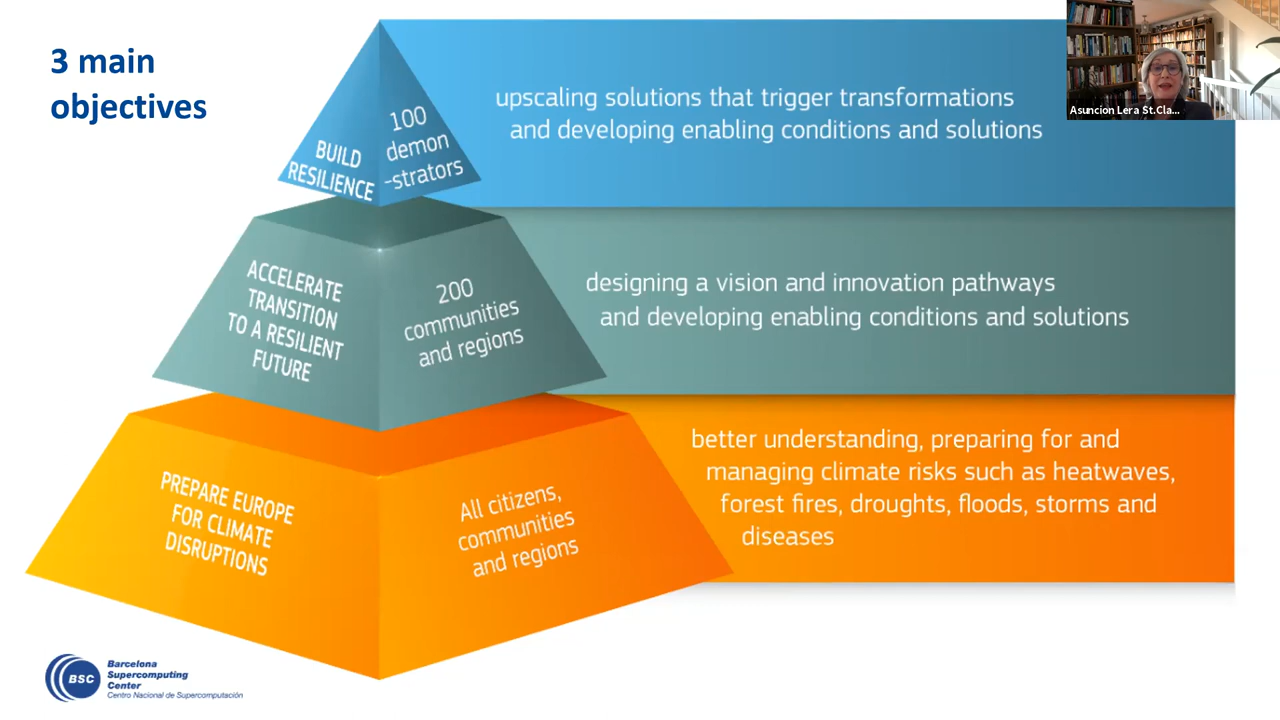 3 main
objectives
BUILD
RESILIENCE
100
demon
-strators
upscaling solutions that trigger transformations
and developing enabling conditions and solutions
Asuncion Lera St.Cla...
ACCELERATE
TRANSITION
TO A RESILIENT
FUTURE
200
communities
and regions
designing a vision and innovation pathways
and developing enabling conditions and solutions
PREPARE EUROPE
FOR CLIMATE
DISRUPTIONS
All citizens,
communities
and regions
better understanding, preparing for and
managing climate risks such as heatwaves,
forest fires, droughts, floods, storms and
diseases
BSC
Barcelona
Supercomputing
Center
Centro Nacional de Supercomputación